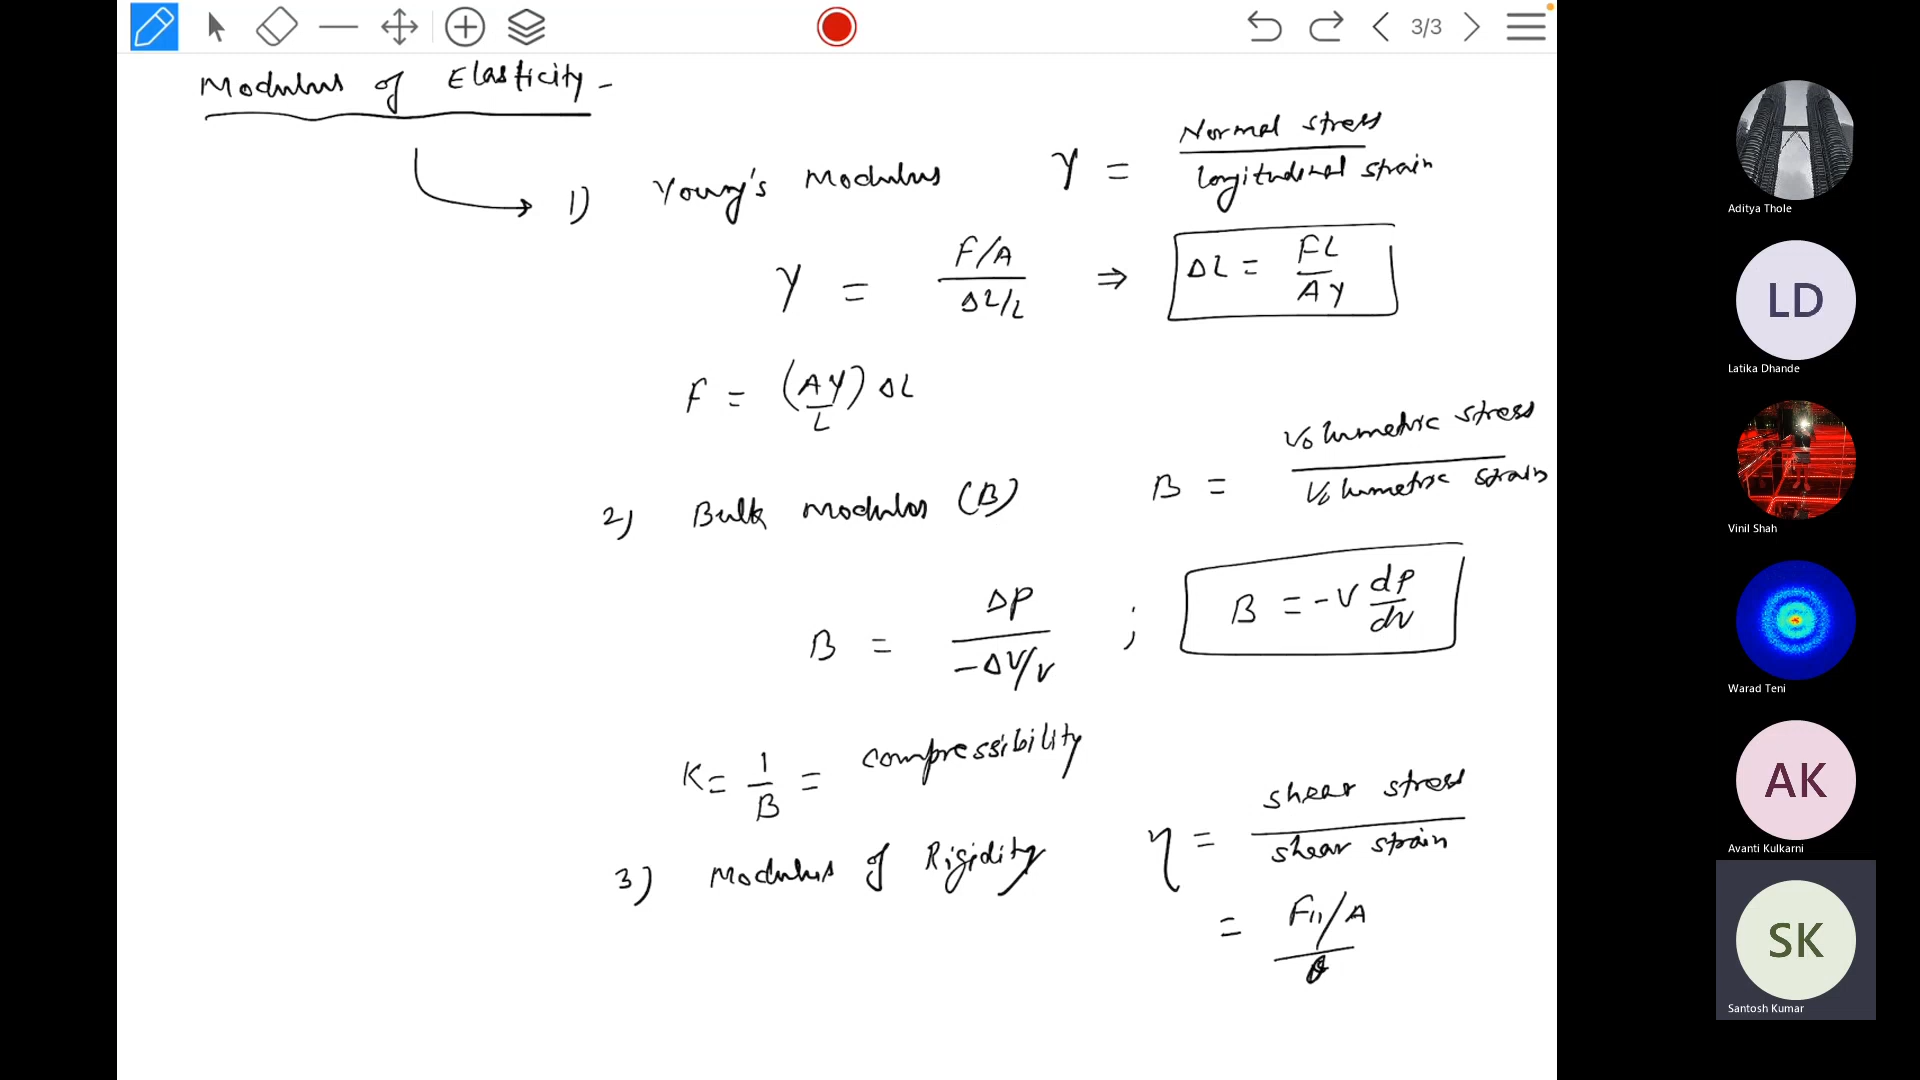 3/3
Modulus of Elasticity -
1) Young's Modulus Y = Normal stress / longitudinal strain
Y = F/A / ΔL/L ⇒ ΔL = FL / AY
F = (AY/L) ΔL
2) Bulk modulus (B) B = Volumetric stress / Volumetric strain
B = ΔP / -ΔV/V ; B = -V dP/dV
K = 1/B = compressibility
3) Modulus of Rigidity η = shear stress / shear strain
= F11/A / θ
Aditya Thole
LD
Latika Dhande
Vinil Shah
Warad Teni
AK
Avanti Kulkarni
SK
Santosh Kumar